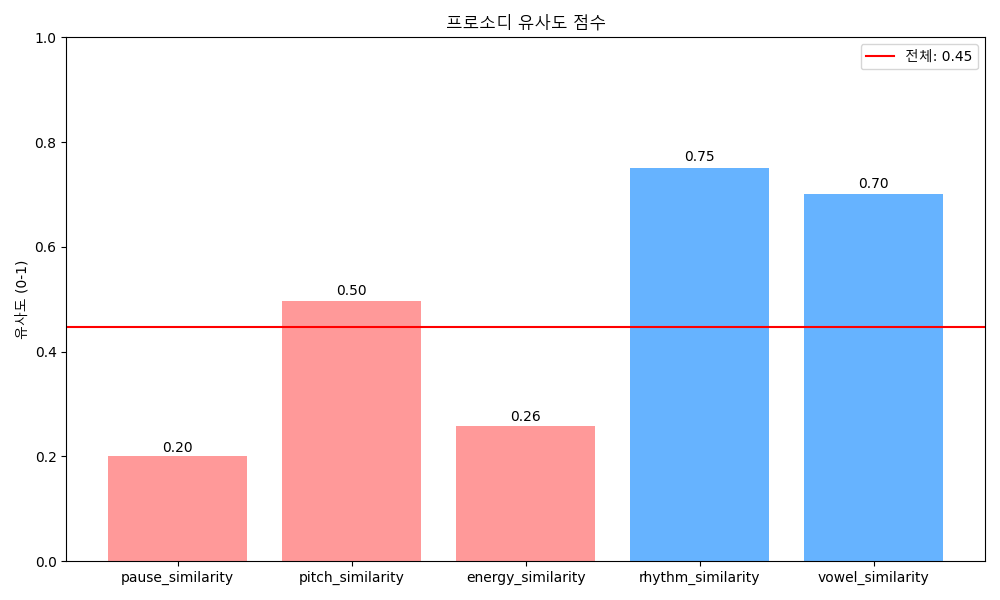 프로소디 유사도 점수
전체: 0.45
유사도 (0-1)
1.0
0.8
0.6
0.4
0.2
0.0
0.20
0.50
0.26
0.75
0.70
pause_similarity
pitch_similarity
energy_similarity
rhythm_similarity
vowel_similarity